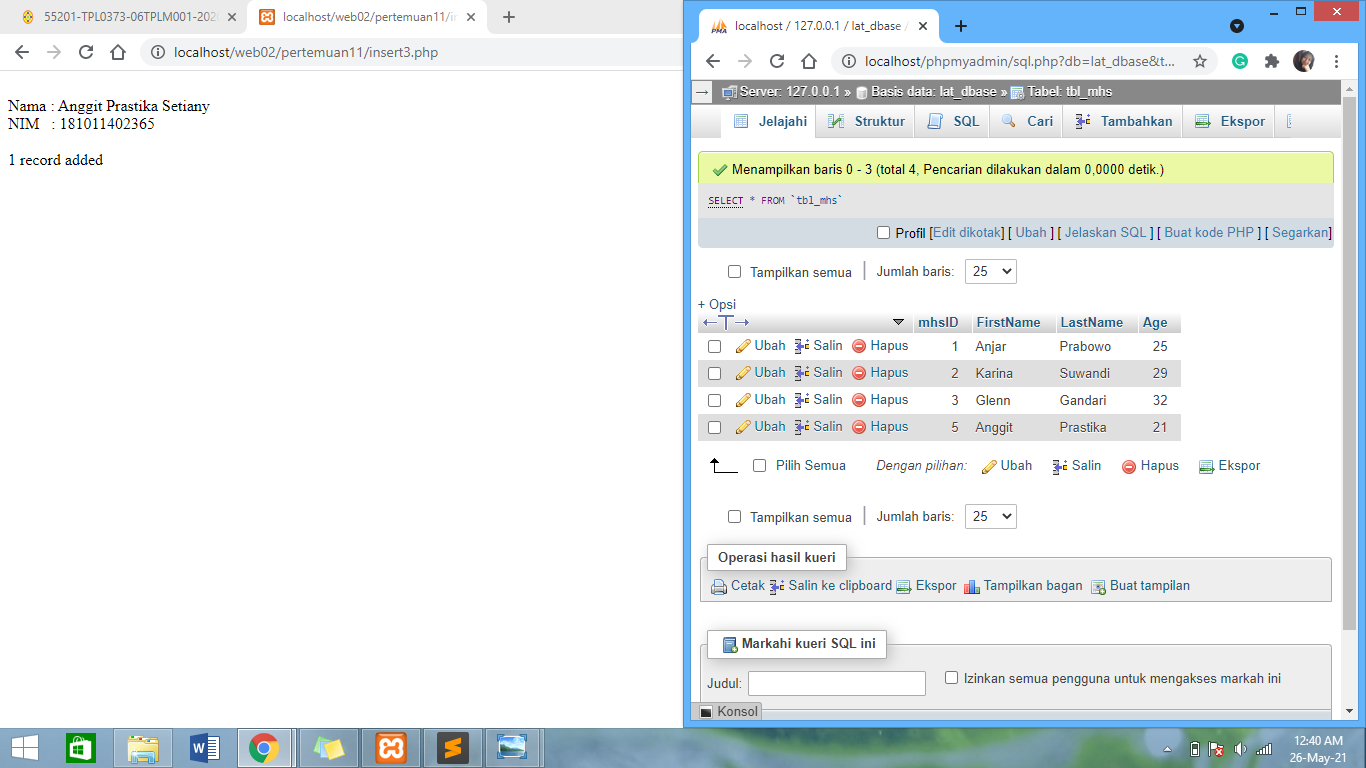 55201-TPL0373-06TPLM001-202
localhost/web02/pertemuan11/in
localhost/web02/pertemuan11/insert3.php
Nama : Anggit Prastika Setiany
NIM : 181011402365
1 record added
localhost / 127.0.0.1 / lat_dbase /
localhost/phpmyadmin/sql.php?db=lat_dbase&t...
Server: 127.0.0.1 » Basis data: lat_dbase » Tabel: tbl_mhs
Jelajahi Struktur SQL Cari Tambahkan Ekspor
Menampilkan baris 0 - 3 (total 4, Pencarian dilakukan dalam 0,0000 detik.)
SELECT * FROM `tbl_mhs`
Profil [Edit dikotak] [ Ubah ] [ Jelaskan SQL ] [ Buat kode PHP ] [ Segarkan]
Tampilkan semua | Jumlah baris: 25
+ Opsi
←T→ mhsID FirstName LastName Age
Ubah Salin Hapus 1 Anjar Prabowo 25
Ubah Salin Hapus 2 Karina Suwandi 29
Ubah Salin Hapus 3 Glenn Gandari 32
Ubah Salin Hapus 5 Anggit Prastika 21
Pilih Semua Dengan pilihan: Ubah Salin Hapus Ekspor
Tampilkan semua | Jumlah baris: 25
Operasi hasil kueri
Cetak Salin ke clipboard Ekspor Tampilkan bagan Buat tampilan
Markahi kueri SQL ini
Judul: Izinkan semua pengguna untuk mengakses markah ini
Konsol
12:40 AM
26-May-21